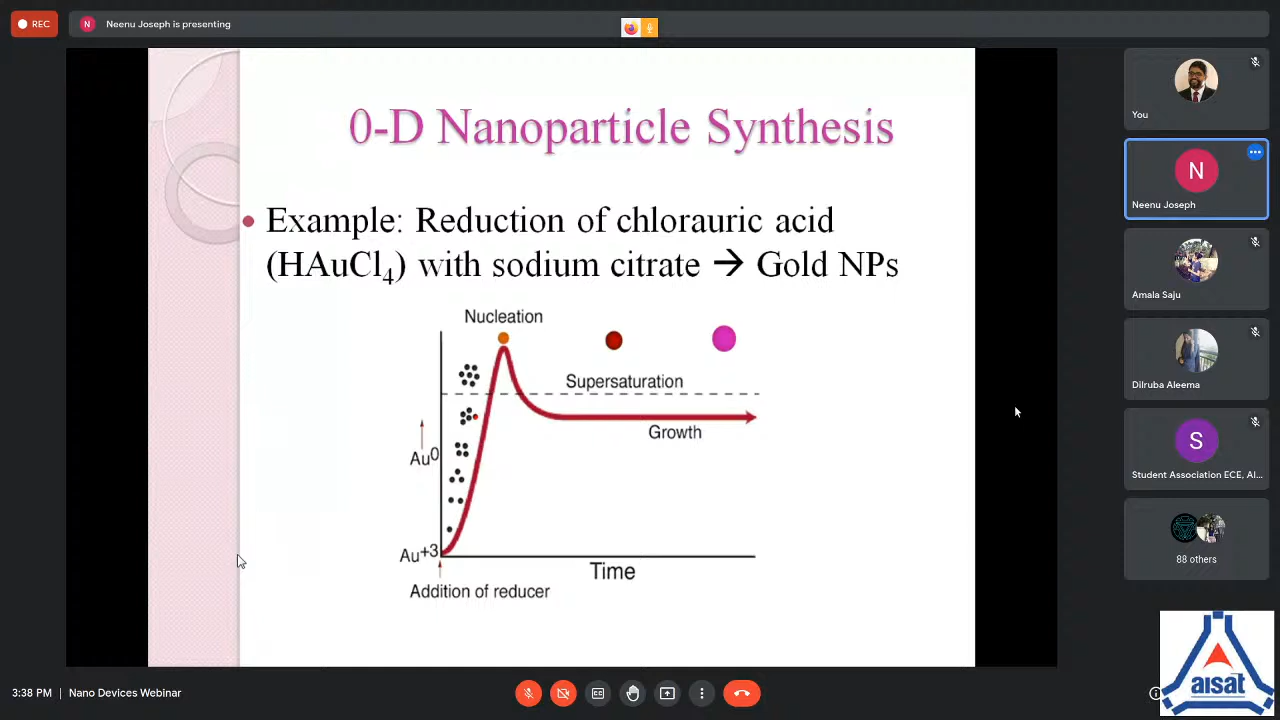 REC
N
Neenu Joseph is presenting
0-D Nanoparticle Synthesis
Example: Reduction of chlorauric acid
(HAuCl4) with sodium citrate → Gold NPs
Nucleation
Supersaturation
Growth
Au0
Au+3
Time
Addition of reducer
You
N
Neenu Joseph
Amala Saju
Dilruba Aleema
S
Student Association ECE, AI...
88 others
aisat
3:38 PM | Nano Devices Webinar